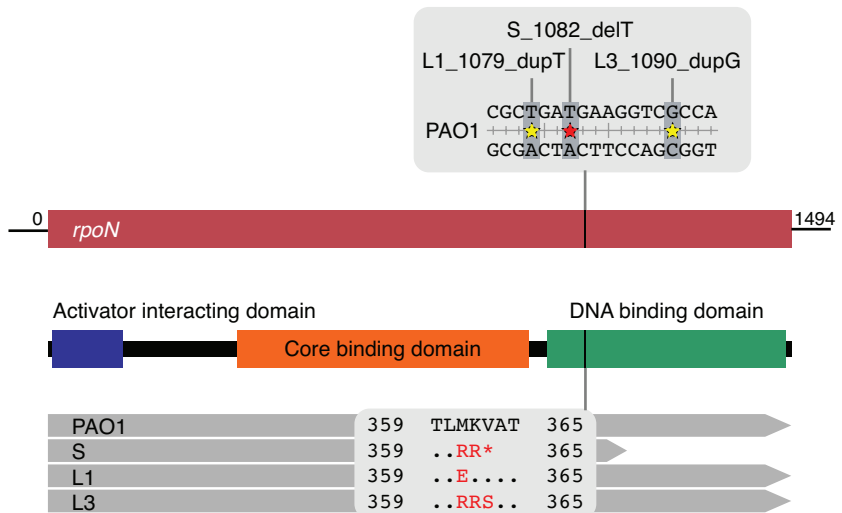 S_1082_delT
L1_1079_dupT L3_1090_dupG
CGCTGATGAAGGTCGCCA
PAO1
GCGACTACTTCCAGCGGT
0 rpoN 1494
Activator interacting domain DNA binding domain
Core binding domain
PAO1 359 TLMKVAT 365
S 359 ..RR* 365
L1 359 ..E.... 365
L3 359 ..RRS.. 365